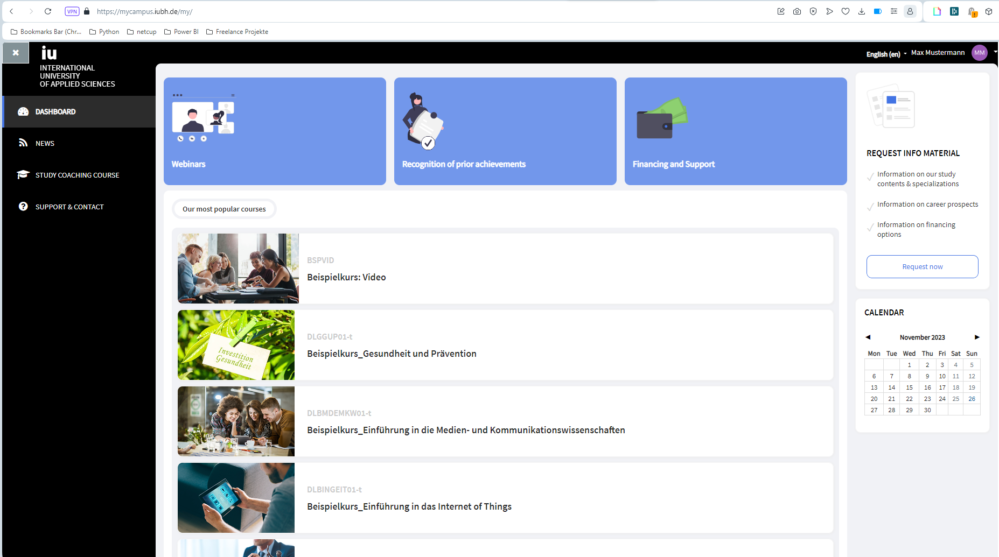 VPN
https://mycampus.iubh.de/my/
Bookmarks Bar (Chr...
Python
netcup
Power BI
Freelance Projekte
iu
INTERNATIONAL
UNIVERSITY
OF APPLIED SCIENCES
English (en)
Max Mustermann
MM
DASHBOARD
NEWS
STUDY COACHING COURSE
SUPPORT & CONTACT
Webinars
Recognition of prior achievements
Financing and Support
Our most popular courses
BSPVID
Beispielkurs: Video
Investition
Gesundheit
DLGGUP01-t
Beispielkurs_Gesundheit und Prävention
DLBMDEMKW01-t
Beispielkurs_Einführung in die Medien- und Kommunikationswissenschaften
DLBINGEIT01-t
Beispielkurs_Einführung in das Internet of Things
REQUEST INFO MATERIAL
Information on our study
contents & specializations
Information on career prospects
Information on financing
options
Request now
CALENDAR
November 2023
Mon Tue Wed Thu Fri Sat Sun
1 2 3 4 5
6 7 8 9 10 11 12
13 14 15 16 17 18 19
20 21 22 23 24 25 26
27 28 29 30